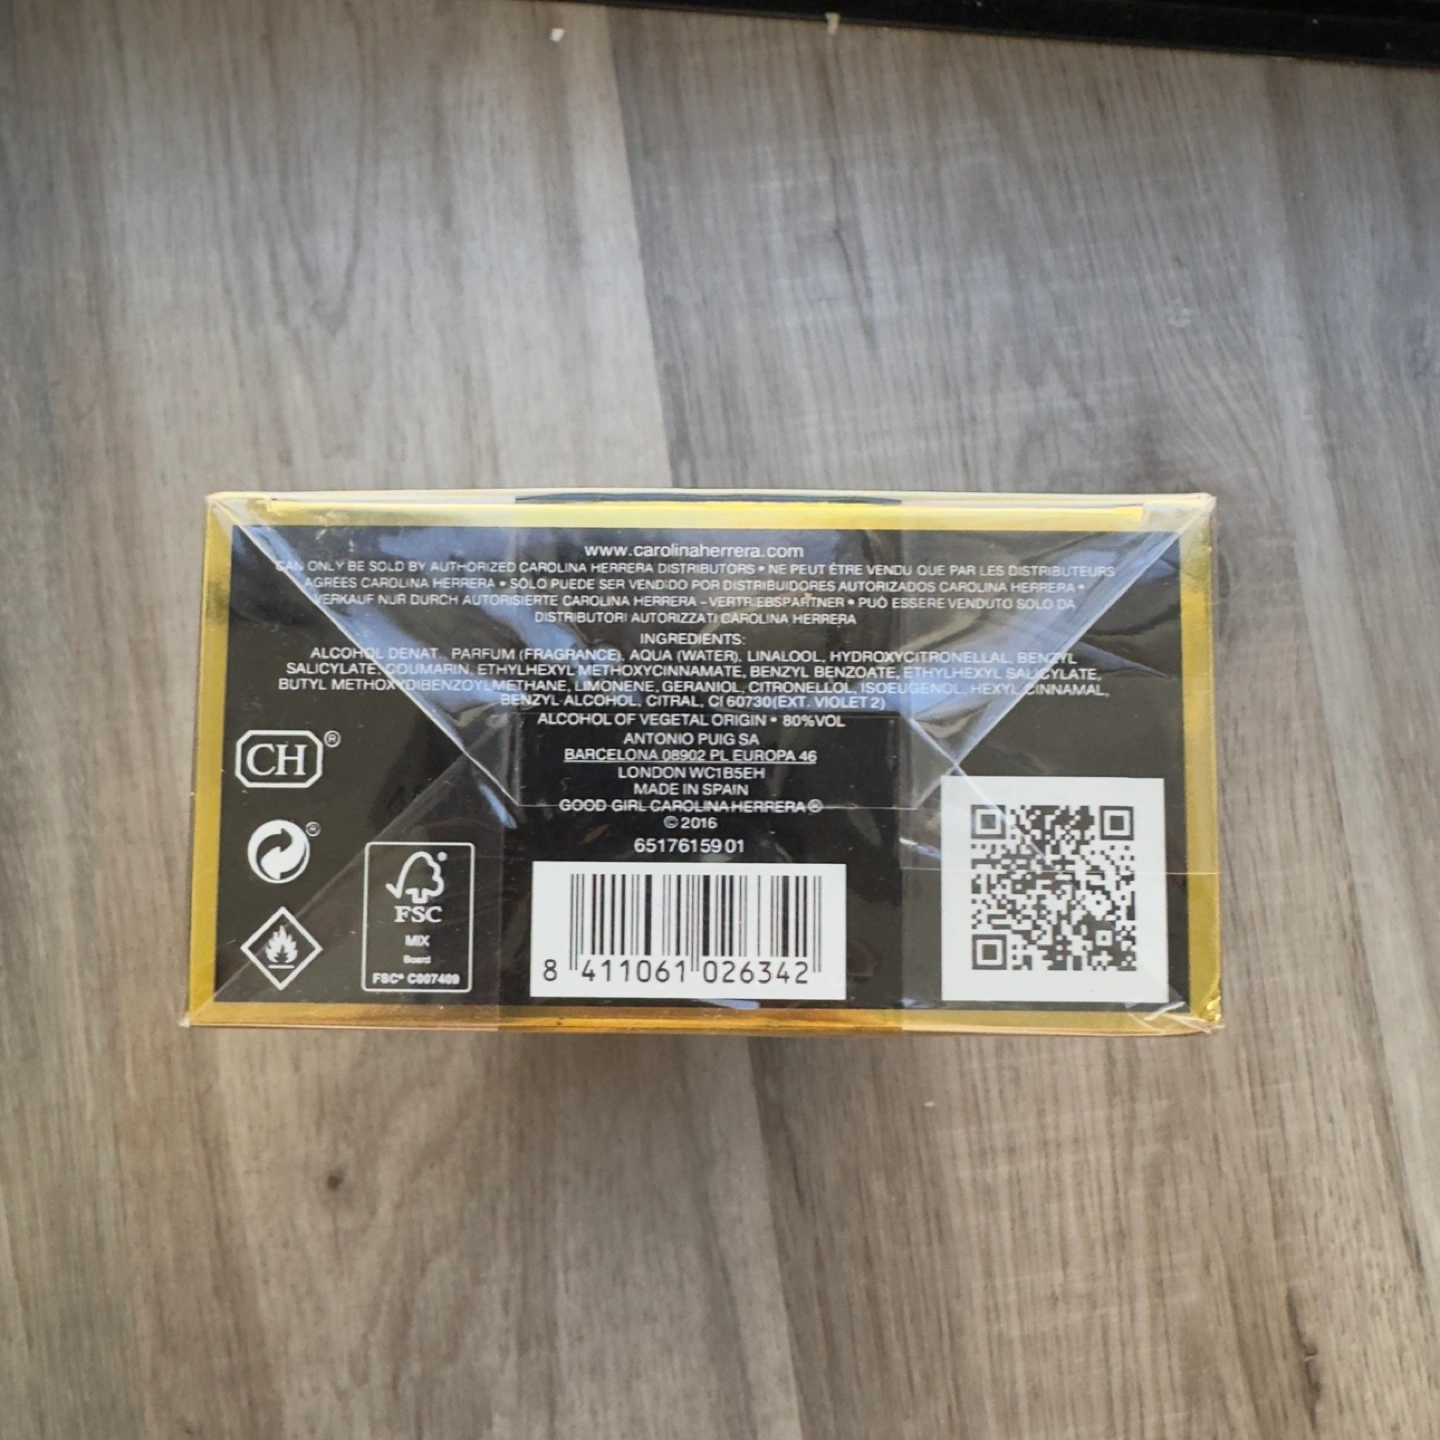 www.carolinaherrera.com
CAN ONLY BE SOLD BY AUTHORIZED CAROLINA HERRERA DISTRIBUTORS • NE PEUT ÊTRE VENDU QUE PAR LES DISTRIBUTEURS
AGRÉES CAROLINA HERRERA • SÓLO PUEDE SER VENDIDO POR DISTRIBUIDORES AUTORIZADOS CAROLINA HERRERA •
VERKAUF NUR DURCH AUTORISIERTE CAROLINA HERRERA - VERTRIEBSPARTNER • PUÒ ESSERE VENDUTO SOLO DA
DISTRIBUTORI AUTORIZZATI CAROLINA HERRERA
INGREDIENTS:
ALCOHOL DENAT., PARFUM (FRAGRANCE), AQUA (WATER), LINALOOL, HYDROXYCITRONELLAL, BENZYL
SALICYLATE, COUMARIN, ETHYLHEXYL METHOXYCINNAMATE, BENZYL BENZOATE, ETHYLHEXYL SALICYLATE,
BUTYL METHOXYDIBENZOYLMETHANE, LIMONENE, GERANIOL, CITRONELLOL, ISOEUGENOL, HEXYL CINNAMAL,
BENZYL ALCOHOL, CITRAL, CI 60730(EXT. VIOLET 2)
ALCOHOL OF VEGETAL ORIGIN • 80%VOL
ANTONIO PUIG SA
BARCELONA 08902 PL EUROPA 46
LONDON WC1B5EH
MADE IN SPAIN
GOOD GIRL CAROLINA HERRERA ®
© 2016
65176159 01
CH ®
®
FSC
MIX
Board
FSC® C007409
8 411061 026342